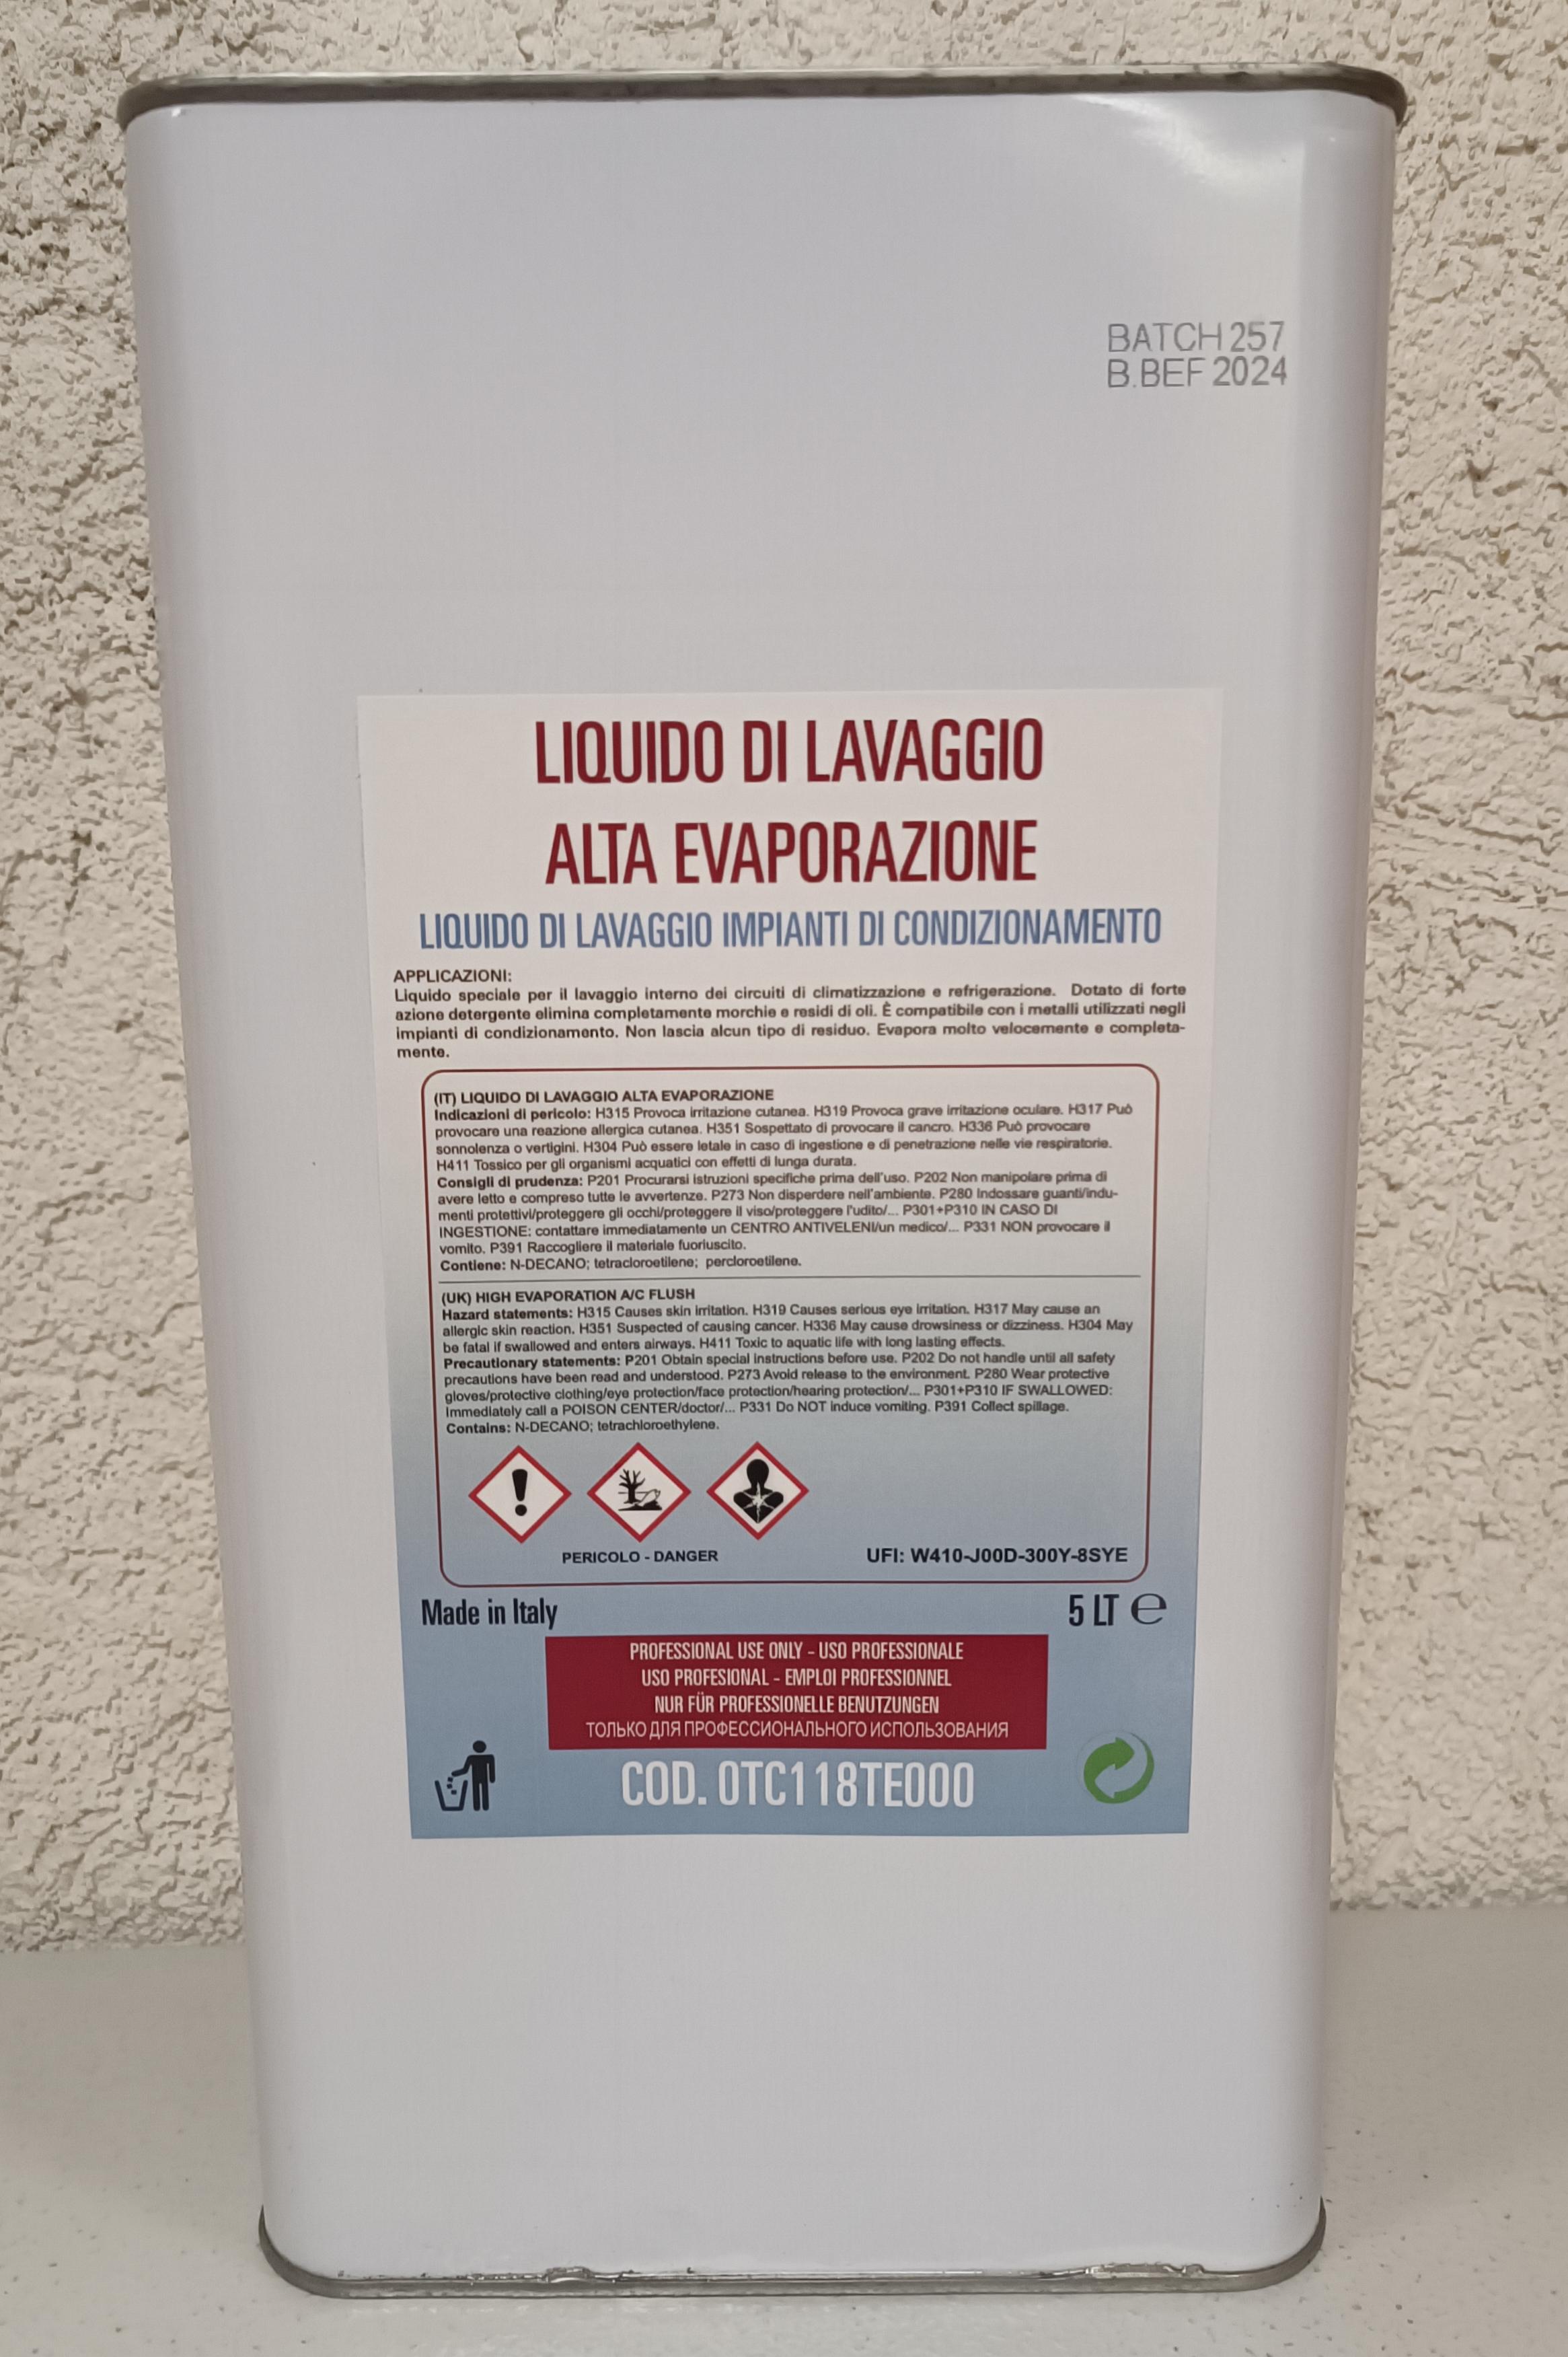 BATCH 257
B.BEF 2024
LIQUIDO DI LAVAGGIO
ALTA EVAPORAZIONE
LIQUIDO DI LAVAGGIO IMPIANTI DI CONDIZIONAMENTO
APPLICAZIONI:
Liquido speciale per il lavaggio interno dei circuiti di climatizzazione e refrigerazione. Dotato di forte
azione detergente elimina completamente morchie e residi di oli. È compatibile con i metalli utilizzati negli
impianti di condizionamento. Non lascia alcun tipo di residuo. Evapora molto velocemente e completa-
mente.
(IT) LIQUIDO DI LAVAGGIO ALTA EVAPORAZIONE
Indicazioni di pericolo: H315 Provoca irritazione cutanea. H319 Provoca grave irritazione oculare. H317 Può
provocare una reazione allergica cutanea. H351 Sospettato di provocare il cancro. H336 Può provocare
sonnolenza o vertigini. H304 Può essere letale in caso di ingestione e di penetrazione nelle vie respiratorie.
H411 Tossico per gli organismi acquatici con effetti di lunga durata.
Consigli di prudenza: P201 Procurarsi istruzioni specifiche prima dell'uso. P202 Non manipolare prima di
avere letto e compreso tutte le avvertenze. P273 Non disperdere nell'ambiente. P280 Indossare guanti/indu-
menti protettivi/proteggere gli occhi/proteggere il viso/proteggere l'udito/... P301+P310 IN CASO DI
INGESTIONE: contattare immediatamente un CENTRO ANTIVELENI/un medico/... P331 NON provocare il
vomito. P391 Raccogliere il materiale fuoriuscito.
Contiene: N-DECANO; tetracloroetilene; percloroetilene.
(UK) HIGH EVAPORATION A/C FLUSH
Hazard statements: H315 Causes skin irritation. H319 Causes serious eye irritation. H317 May cause an
allergic skin reaction. H351 Suspected of causing cancer. H336 May cause drowsiness or dizziness. H304 May
be fatal if swallowed and enters airways. H411 Toxic to aquatic life with long lasting effects.
Precautionary statements: P201 Obtain special instructions before use. P202 Do not handle until all safety
precautions have been read and understood. P273 Avoid release to the environment. P280 Wear protective
gloves/protective clothing/eye protection/face protection/hearing protection/... P301+P310 IF SWALLOWED:
Immediately call a POISON CENTER/doctor/... P331 Do NOT induce vomiting. P391 Collect spillage.
Contains: N-DECANO; tetrachloroethylene.
PERICOLO - DANGER
UFI: W410-J00D-300Y-8SYE
Made in Italy
5 LT ℮
PROFESSIONAL USE ONLY - USO PROFESSIONALE
USO PROFESIONAL - EMPLOI PROFESSIONNEL
NUR FÜR PROFESSIONELLE BENUTZUNGEN
ТОЛЬКО ДЛЯ ПРОФЕССИОНАЛЬНОГО ИСПОЛЬЗОВАНИЯ
COD. 0TC118TE000